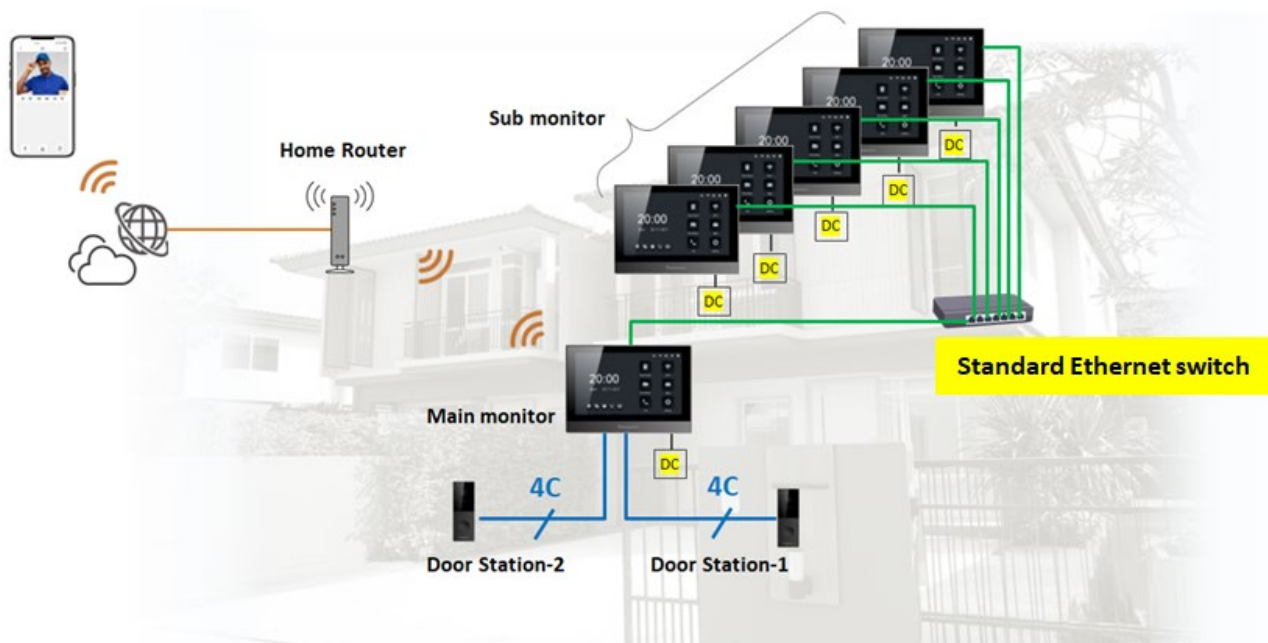 Sub monitor
Home Router
20:00
20:00
20:00
20:00
20:00
DC
DC
DC
DC
DC
Standard Ethernet switch
20:00
Main monitor
DC
4C
4C
Door Station-2
Door Station-1